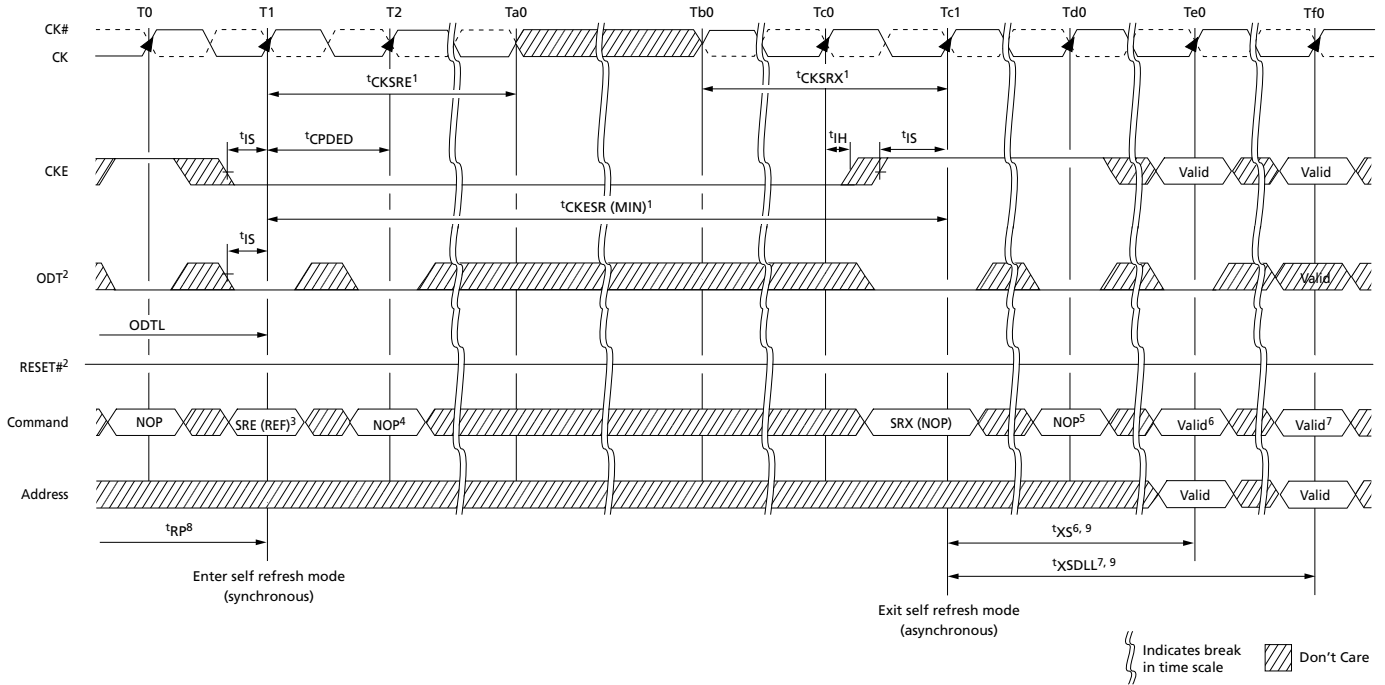 T0 T1 T2 Ta0 Tb0 Tc0 Tc1 Td0 Te0 Tf0
CK#
CK
tCKSRE1 tCKSRX1
tIS tCPDED tIH tIS
CKE Valid Valid
tCKESR (MIN)1
tIS
ODT2 Valid
ODTL
RESET#2
Command NOP SRE (REF)3 NOP4 SRX (NOP) NOP5 Valid6 Valid7
Address Valid Valid
tRP8 tXS6, 9
Enter self refresh mode
(synchronous)
tXSDLL7, 9
Exit self refresh mode
(asynchronous)
Indicates break
in time scale
Don't Care